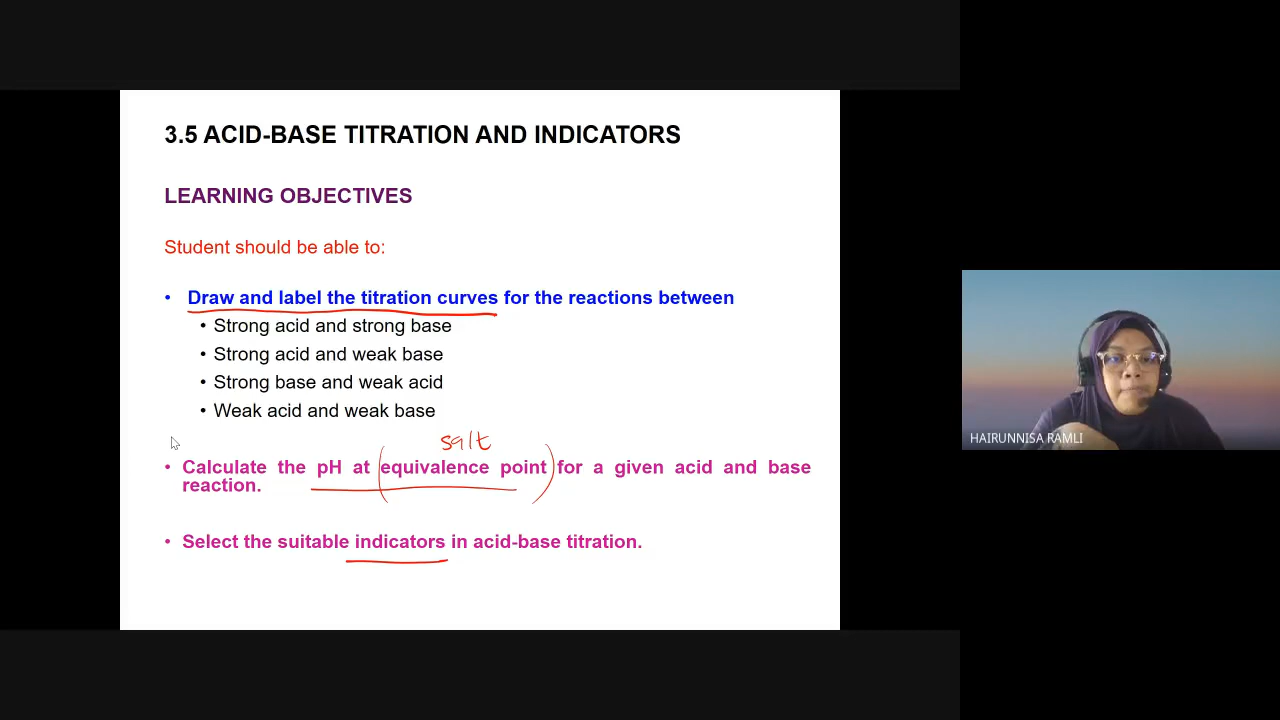 3.5 ACID-BASE TITRATION AND INDICATORS
LEARNING OBJECTIVES
Student should be able to:
• Draw and label the titration curves for the reactions between
• Strong acid and strong base
• Strong acid and weak base
• Strong base and weak acid
• Weak acid and weak base
salt
• Calculate the pH at (equivalence point) for a given acid and base
reaction.
• Select the suitable indicators in acid-base titration.
HAIRUNNISA RAMLI